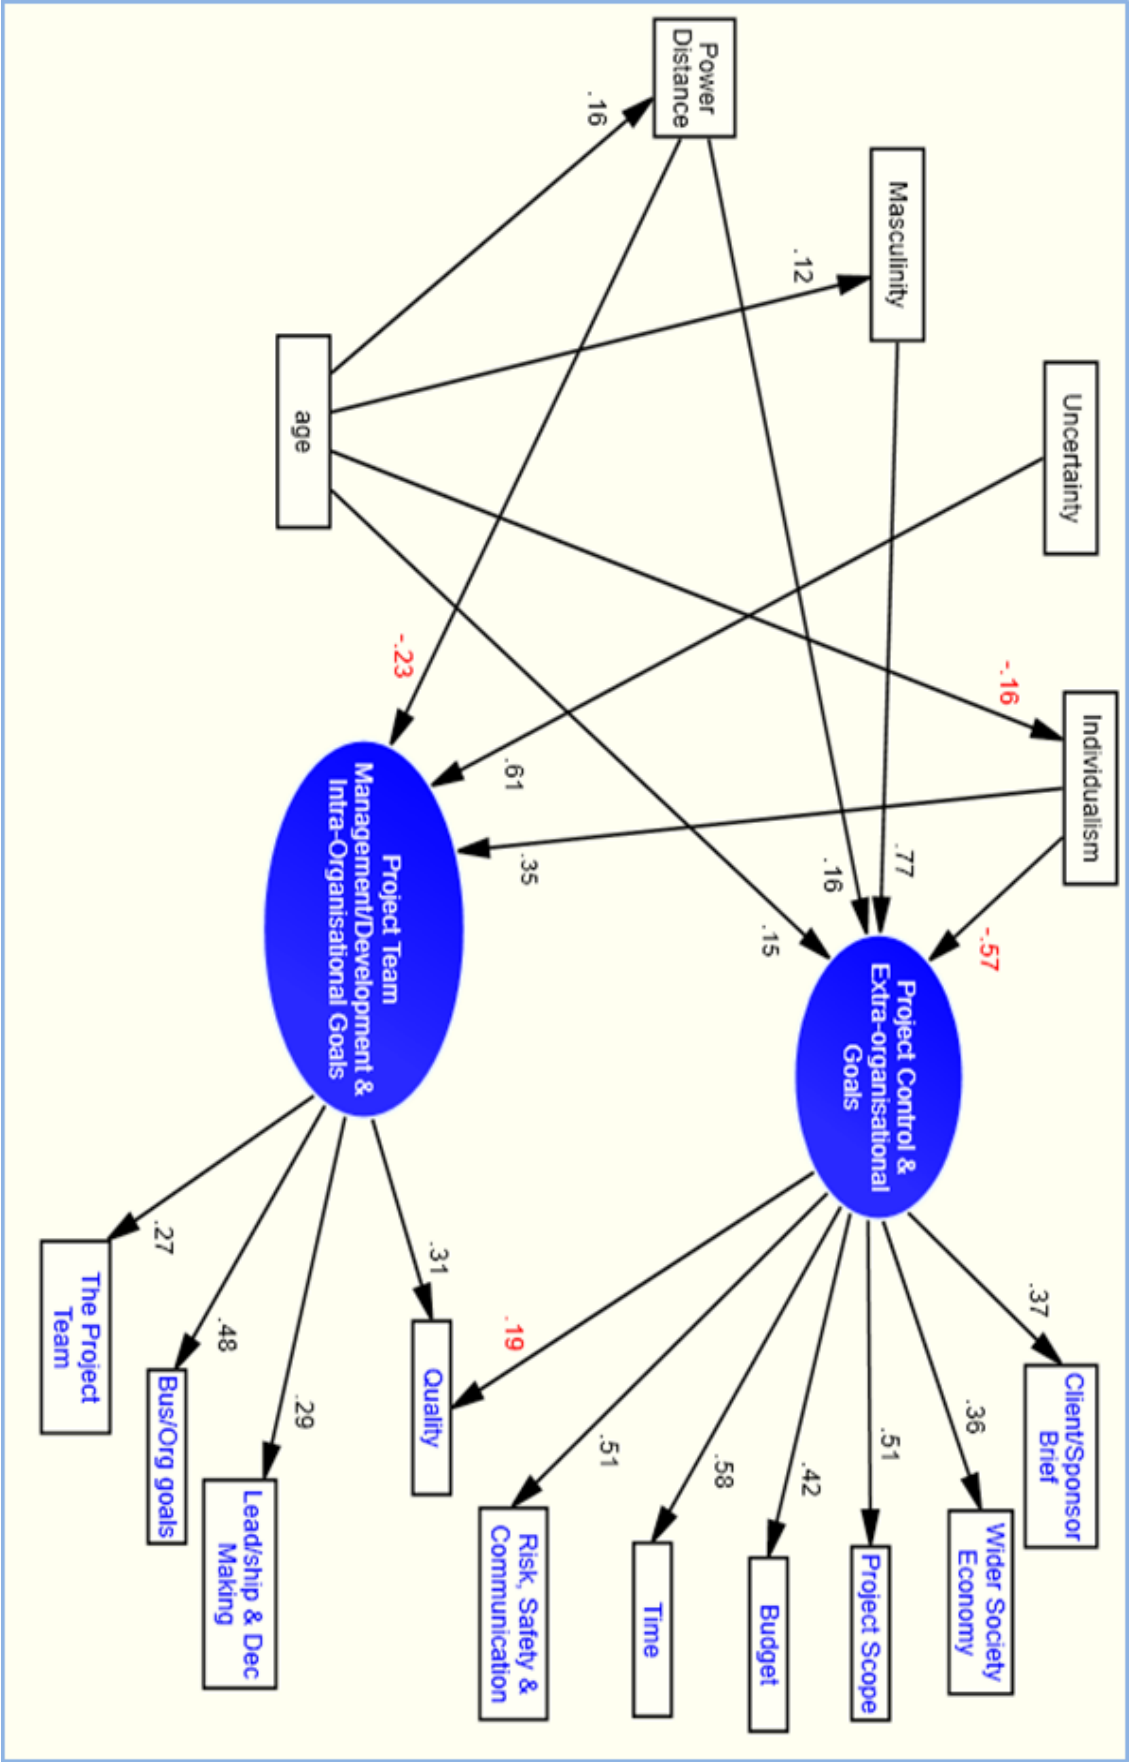 Uncertainty
Individualism
-.16
-.57
Masculinity
.12
.77
.16
.15
Power
Distance
.16
age
-.23
.61
.35
Project Control &
Extra-organisational
Goals
Project Team
Management/Development &
Intra-Organisational Goals
.37
Client/Sponsor
Brief
.36
Wider Society
Economy
.51
Project Scope
.42
Budget
.58
Time
.51
Risk, Safety &
Communication
.19
.31
Quality
.29
Lead/ship & Dec
Making
.48
Bus/Org goals
.27
The Project
Team